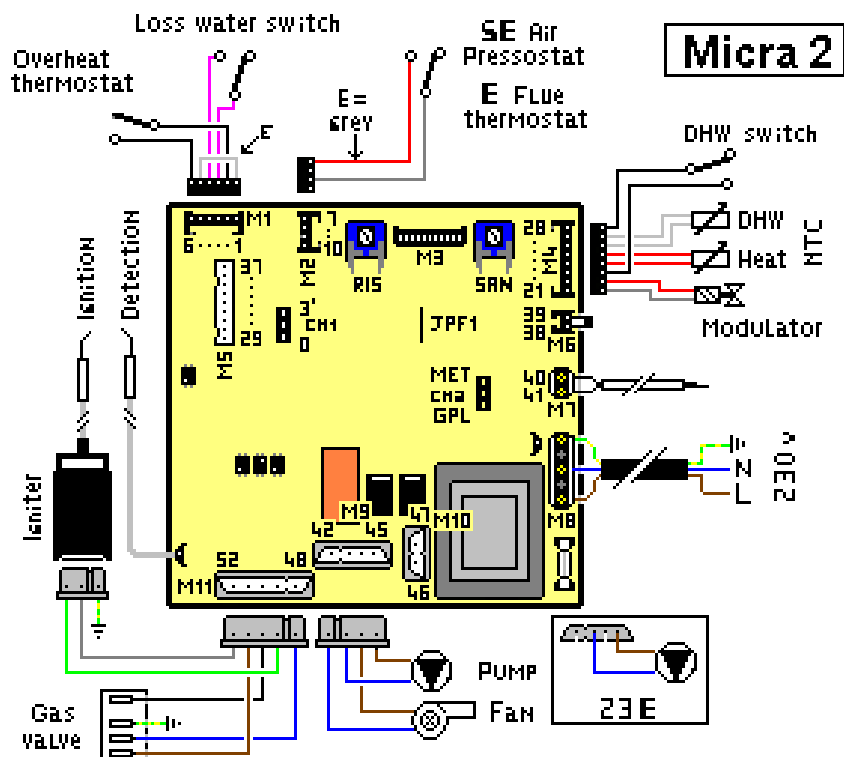 Loss water switch
SE Air
Pressostat
Micra 2
Overheat
thermostat
E Flue
thermostat
E
E=
grey
DHW switch
M1
6.....1
7
10
M2
M3
RIS
SAN
28
21
M4
DHW
Heat
NTC
Modulator
Ignition
Detection
37
29
M5
3'
CH1
0
JPF1
39
38
M6
MET
CH2
GPL
40
41
M7
N
L
230v
M8
Igniter
M9
M10
47
42
45
46
52
48
M11
Pump
Fan
23E
Gas
valve